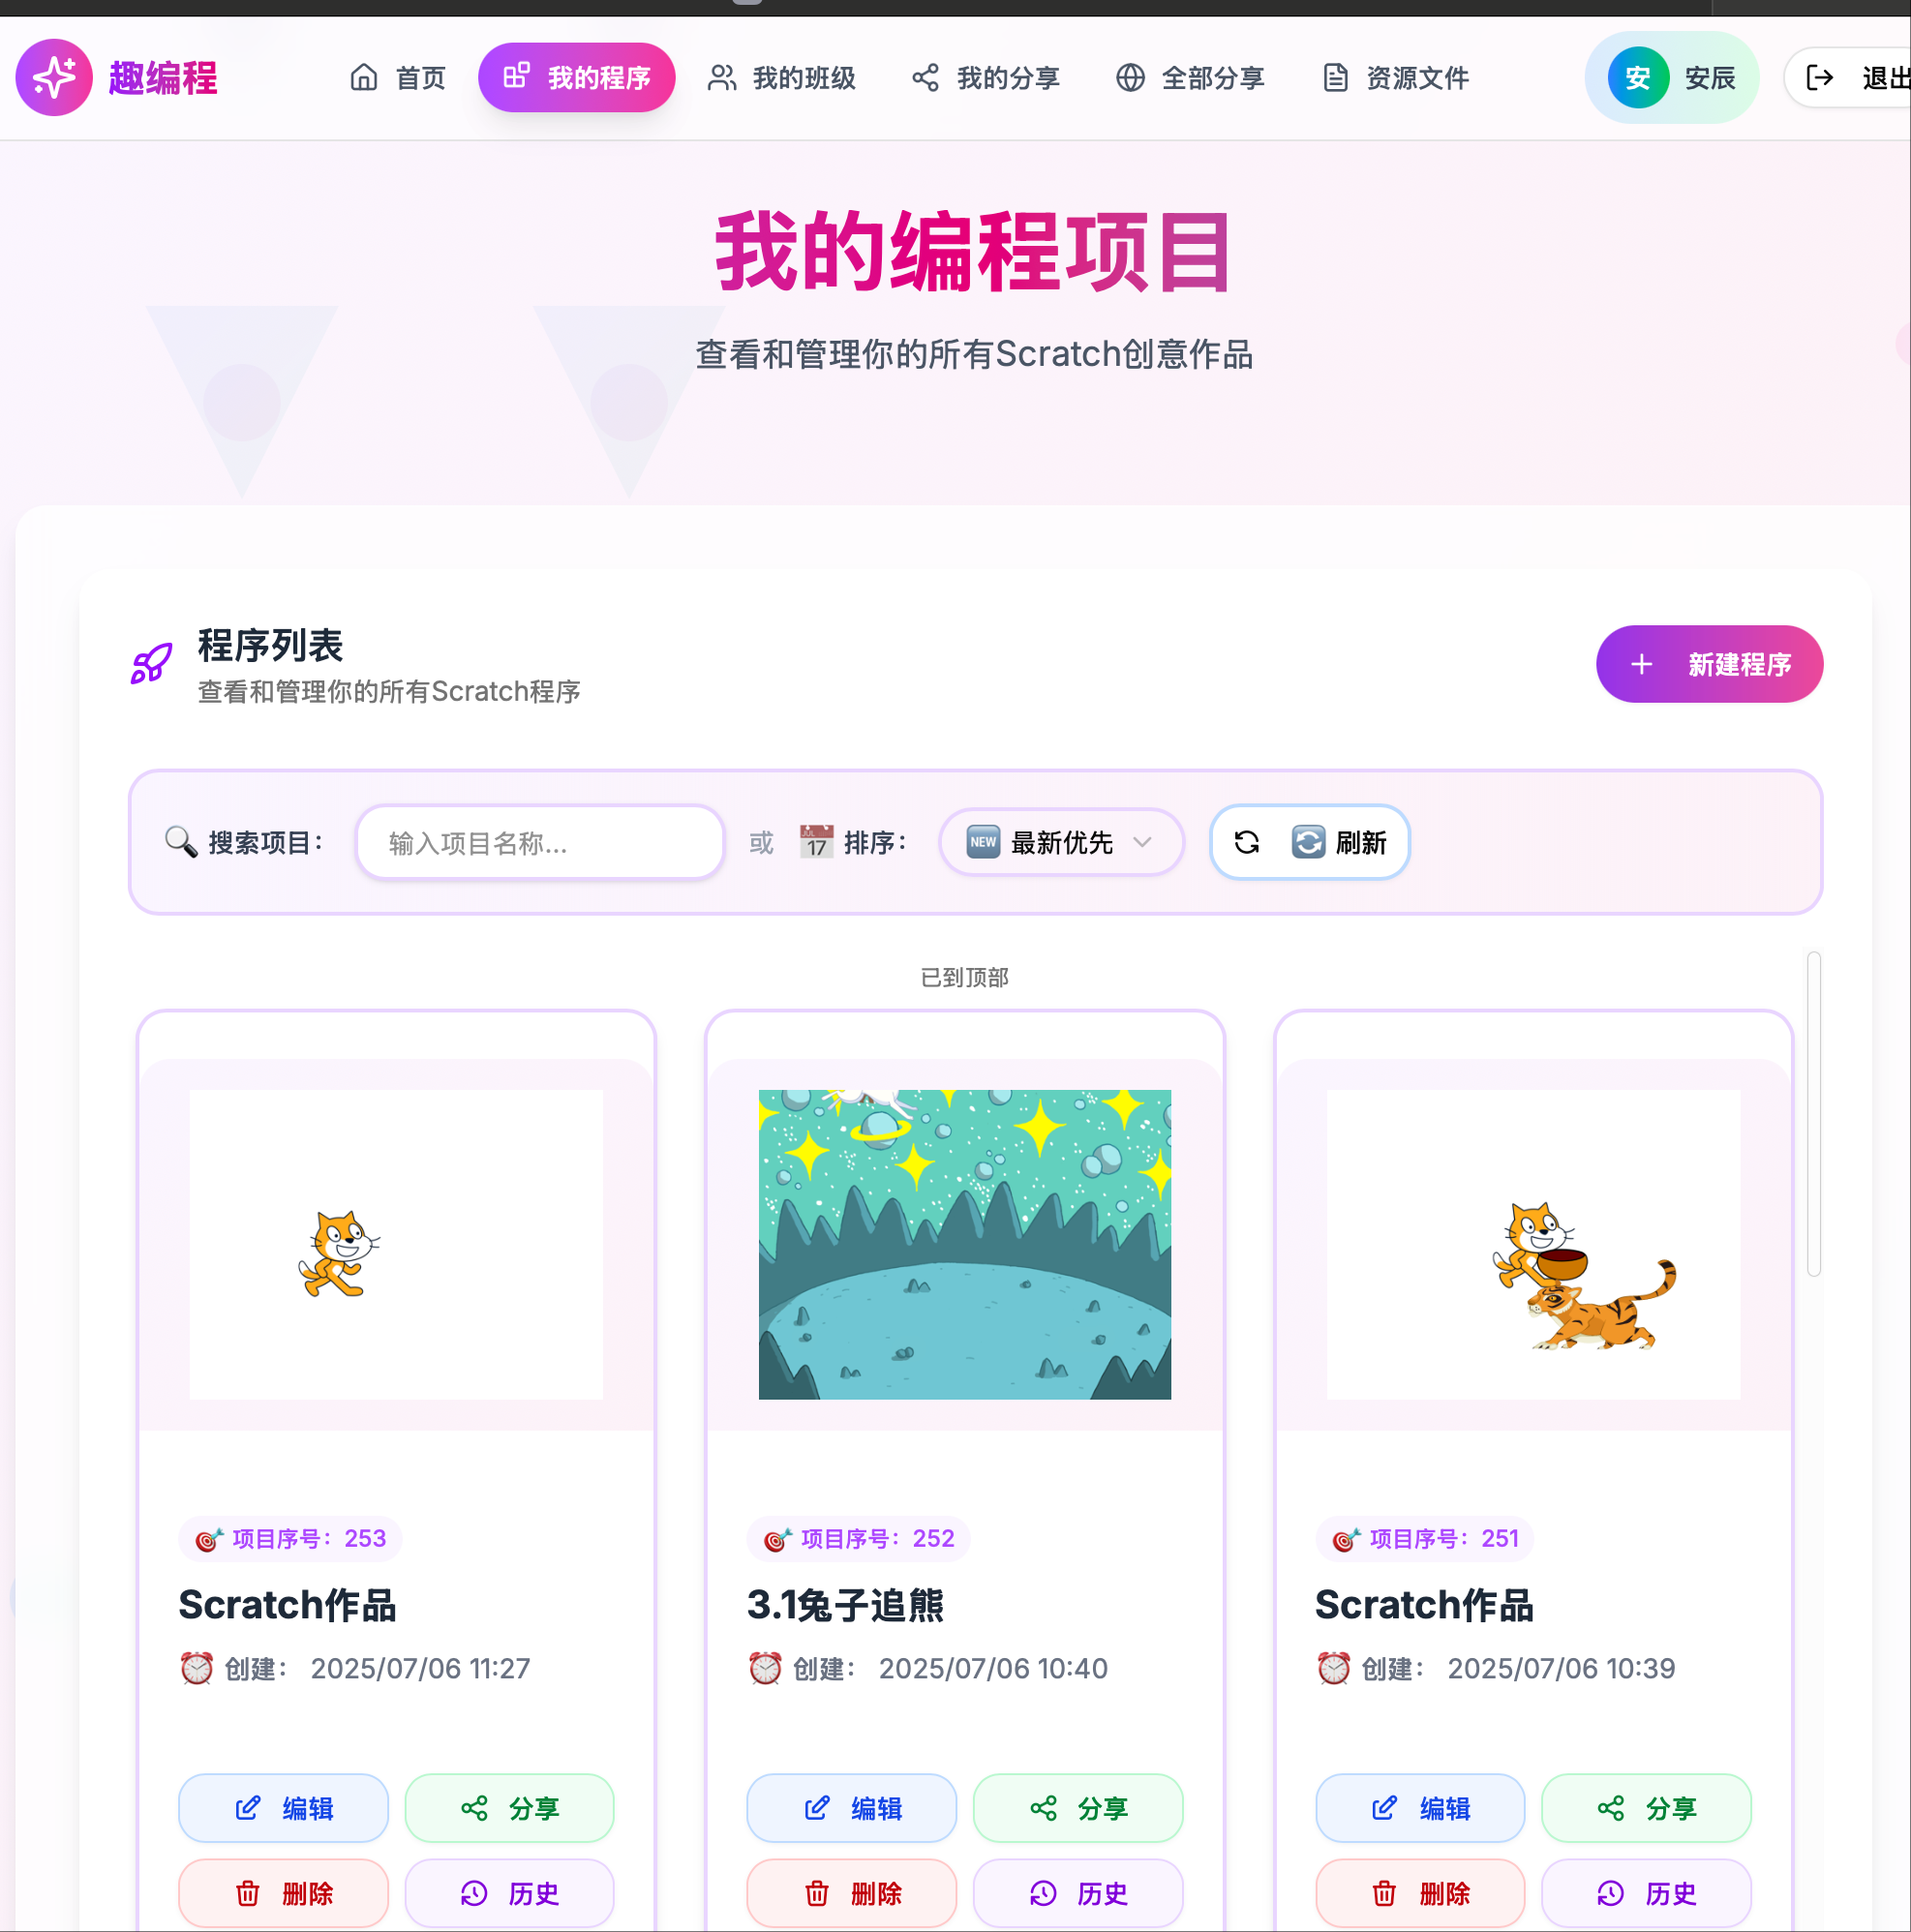 趣编程
首页
我的程序
我的班级
我的分享
全部分享
资源文件
安 安辰
退出
我的编程项目
查看和管理你的所有Scratch创意作品
程序列表
查看和管理你的所有Scratch程序
新建程序
搜索项目：
输入项目名称...
或
JUL 17 排序：
NEW 最新优先
刷新
已到顶部
项目序号：253
Scratch作品
创建： 2025/07/06 11:27
编辑 分享
删除 历史
项目序号：252
3.1兔子追熊
创建： 2025/07/06 10:40
编辑 分享
删除 历史
项目序号：251
Scratch作品
创建： 2025/07/06 10:39
编辑 分享
删除 历史